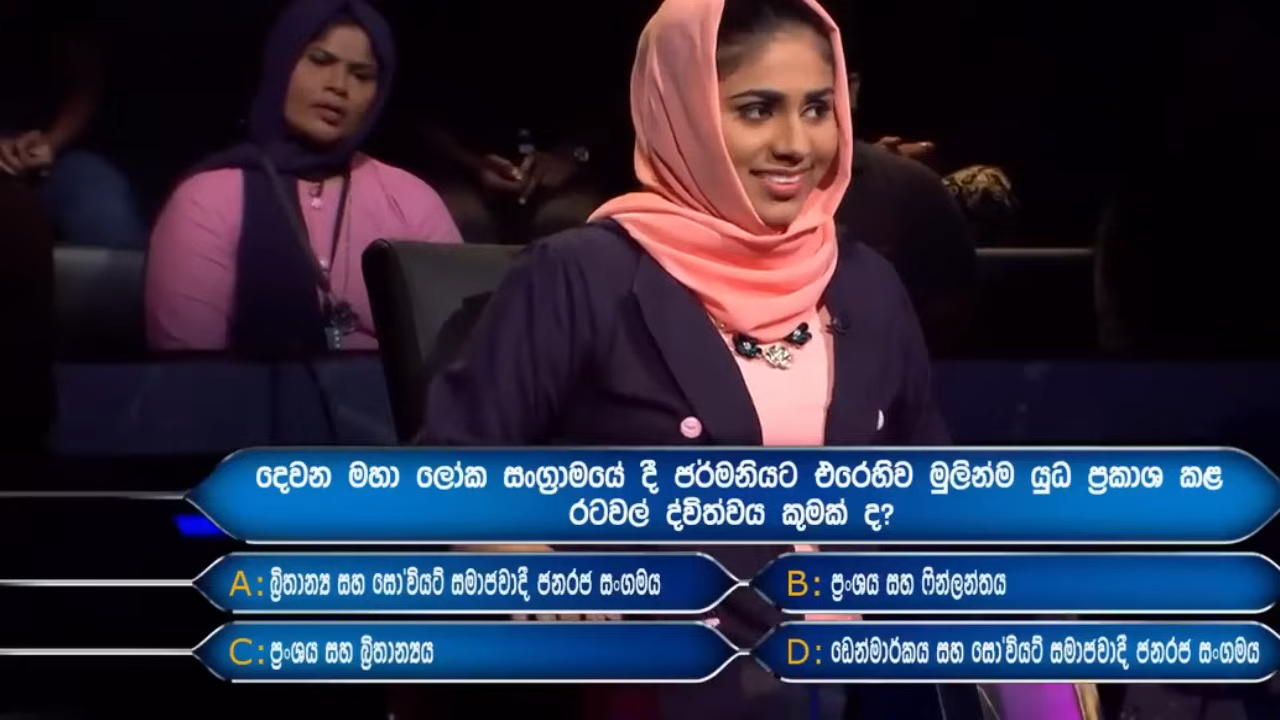 දෙවන මහා ලෝක සංග්‍රාමයේ දී ජර්මනියට එරෙහිව මුලින්ම යුධ ප්‍රකාශ කළ
රටවල් ද්විත්වය කුමක් ද?
A: බ්‍රිතාන්‍ය සහ සෝ'වියට් සමාජවාදී ජනරජ සංගමය
B: ප්‍රංශය සහ ෆින්ලන්තය
C: ප්‍රංශය සහ බ්‍රිතාන්‍යය
D: ඩෙන්මාර්කය සහ සෝ'වියට් සමාජවාදී ජනරජ සංගමය